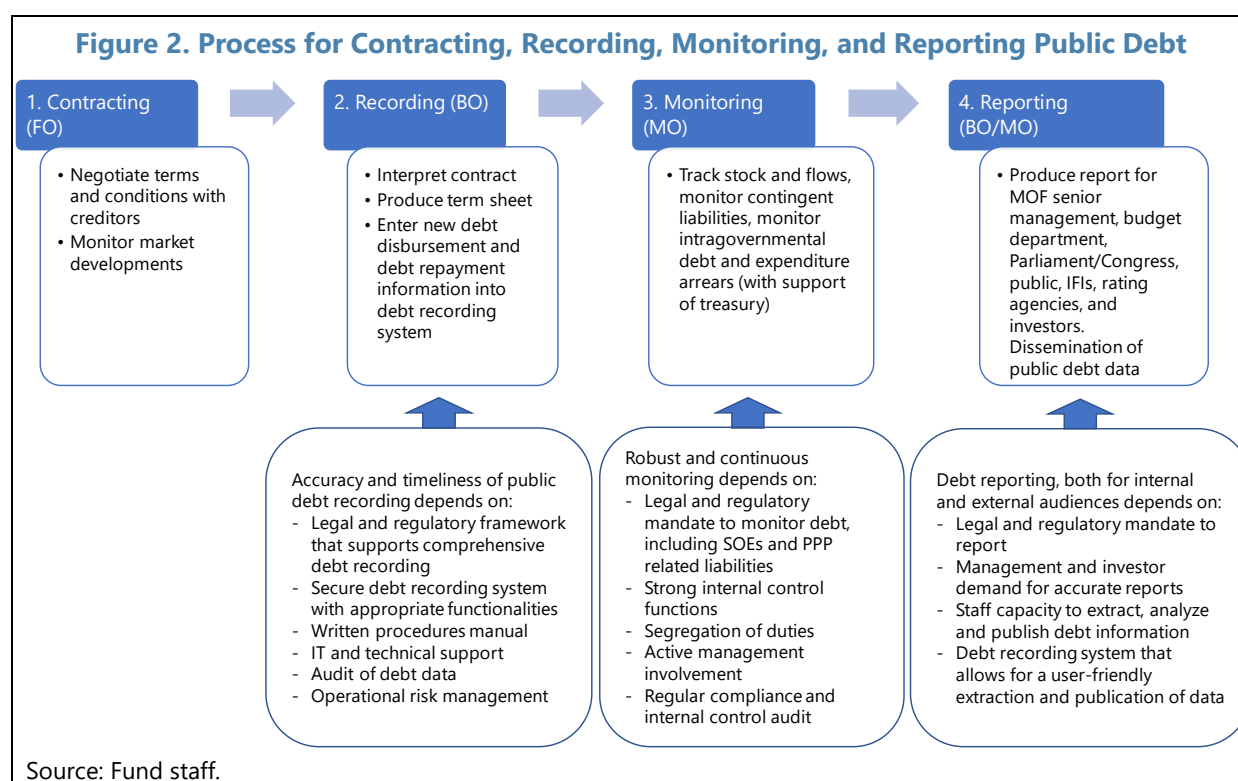 Figure 2. Process for Contracting, Recording, Monitoring, and Reporting Public Debt
1. Contracting
(FO)
• Negotiate terms
and conditions with
creditors
• Monitor market
developments
2. Recording (BO)
• Interpret contract
• Produce term sheet
• Enter new debt
disbursement and
debt repayment
information into
debt recording
system
3. Monitoring
(MO)
• Track stock and flows,
monitor contingent
liabilities, monitor
intragovernmental
debt and expenditure
arrears (with support
of treasury)
4. Reporting
(BO/MO)
• Produce report for
MOF senior
management, budget
department,
Parliament/Congress,
public, IFIs, rating
agencies, and
investors.
Dissemination of
public debt data
Accuracy and timeliness of public
debt recording depends on:
- Legal and regulatory framework
that supports comprehensive
debt recording
- Secure debt recording system
with appropriate functionalities
- Written procedures manual
- IT and technical support
- Audit of debt data
- Operational risk management
Robust and continuous
monitoring depends on:
- Legal and regulatory
mandate to monitor debt,
including SOEs and PPP
related liabilities
- Strong internal control
functions
- Segregation of duties
- Active management
involvement
- Regular compliance and
internal control audit
Debt reporting, both for internal
and external audiences depends on:
- Legal and regulatory mandate to
report
- Management and investor
demand for accurate reports
- Staff capacity to extract, analyze
and publish debt information
- Debt recording system that
allows for a user-friendly
extraction and publication of data
Source: Fund staff.